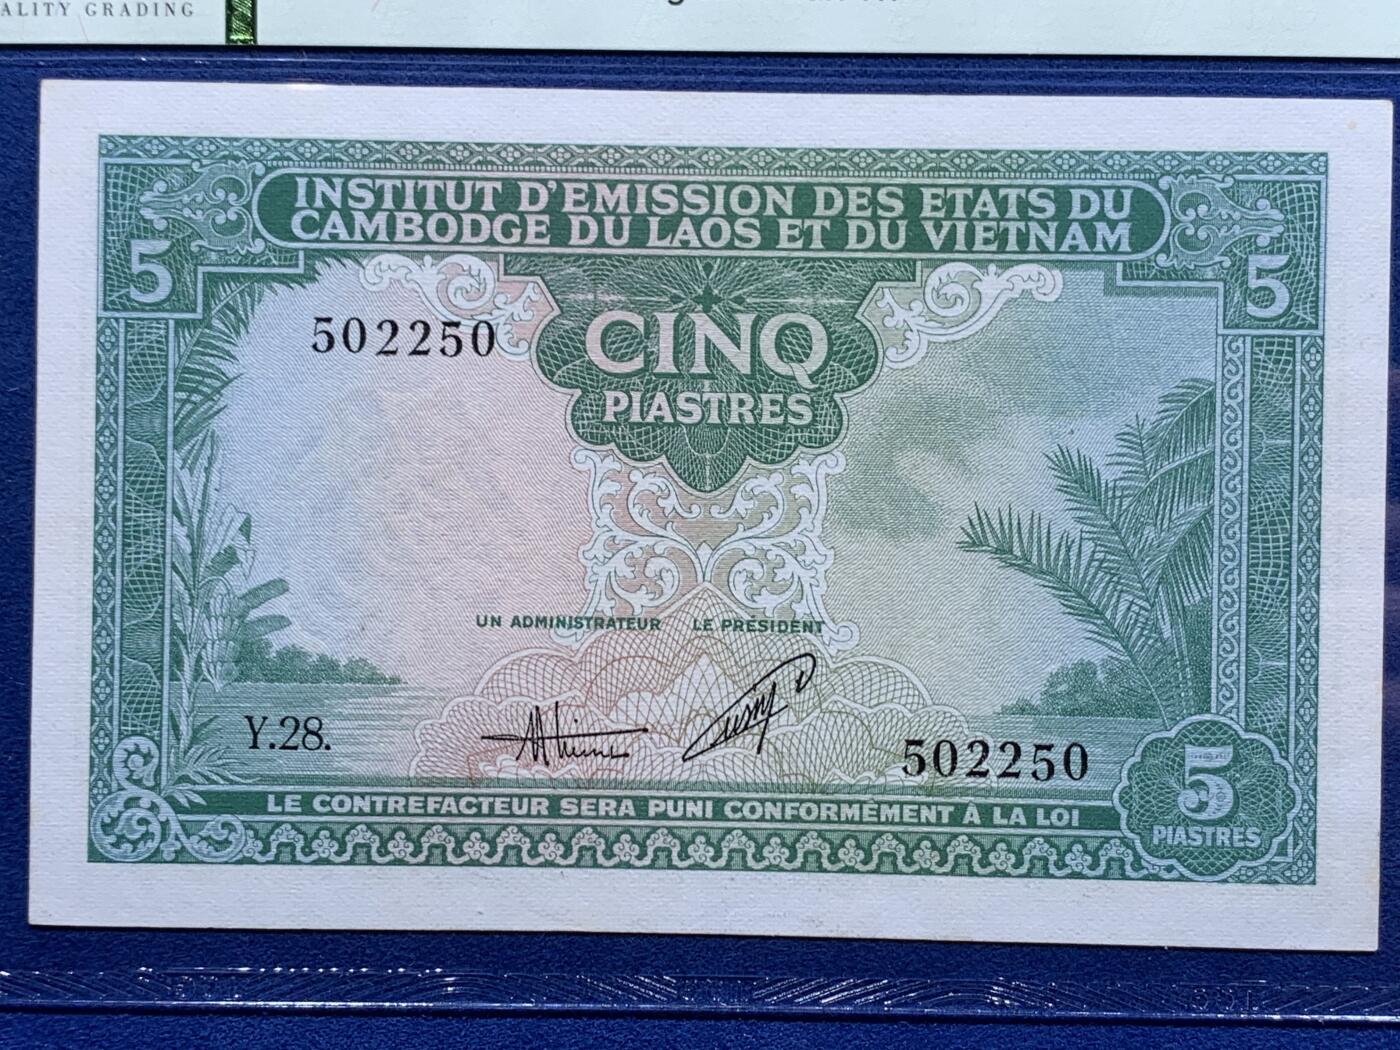 ALITY GRADING
INSTITUT D'EMISSION DES ETATS DU
CAMBODGE DU LAOS ET DU VIETNAM
5
5
502250
CINQ
PIASTRES
UN ADMINISTRATEUR LE PRÉSIDENT
Y.28.
502250
5
PIASTRES
LE CONTREFACTEUR SERA PUNI CONFORMÉMENT À LA LOI